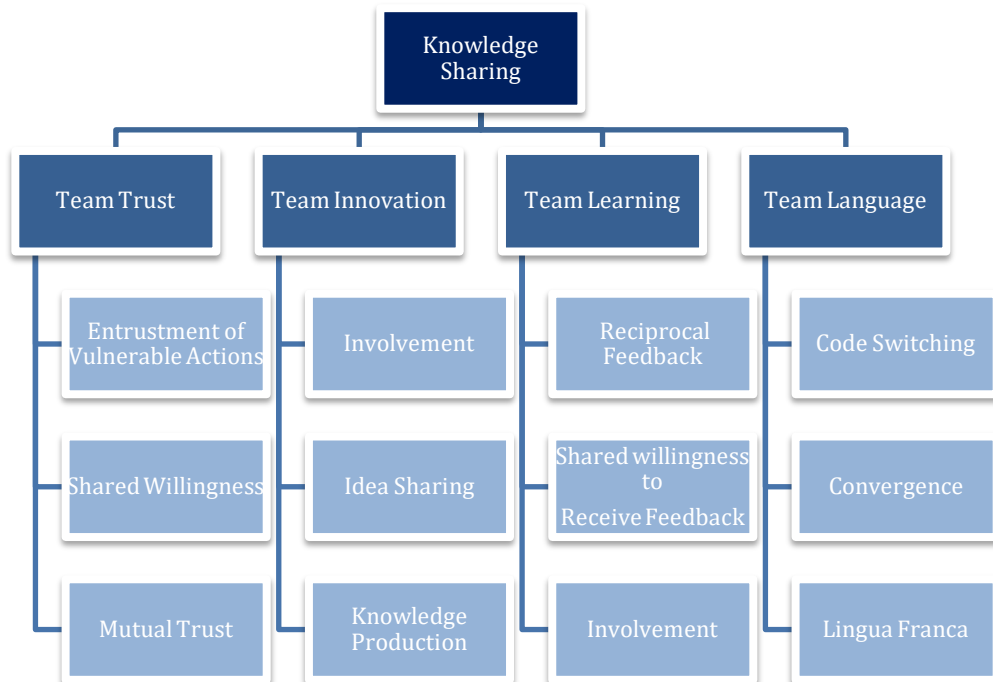 Knowledge
Sharing
Team Trust
Team Innovation
Team Learning
Team Language
Entrustment of
Vulnerable Actions
Involvement
Reciprocal
Feedback
Code Switching
Shared Willingness
Idea Sharing
Shared willingness
to
Receive Feedback
Convergence
Mutual Trust
Knowledge
Production
Involvement
Lingua Franca